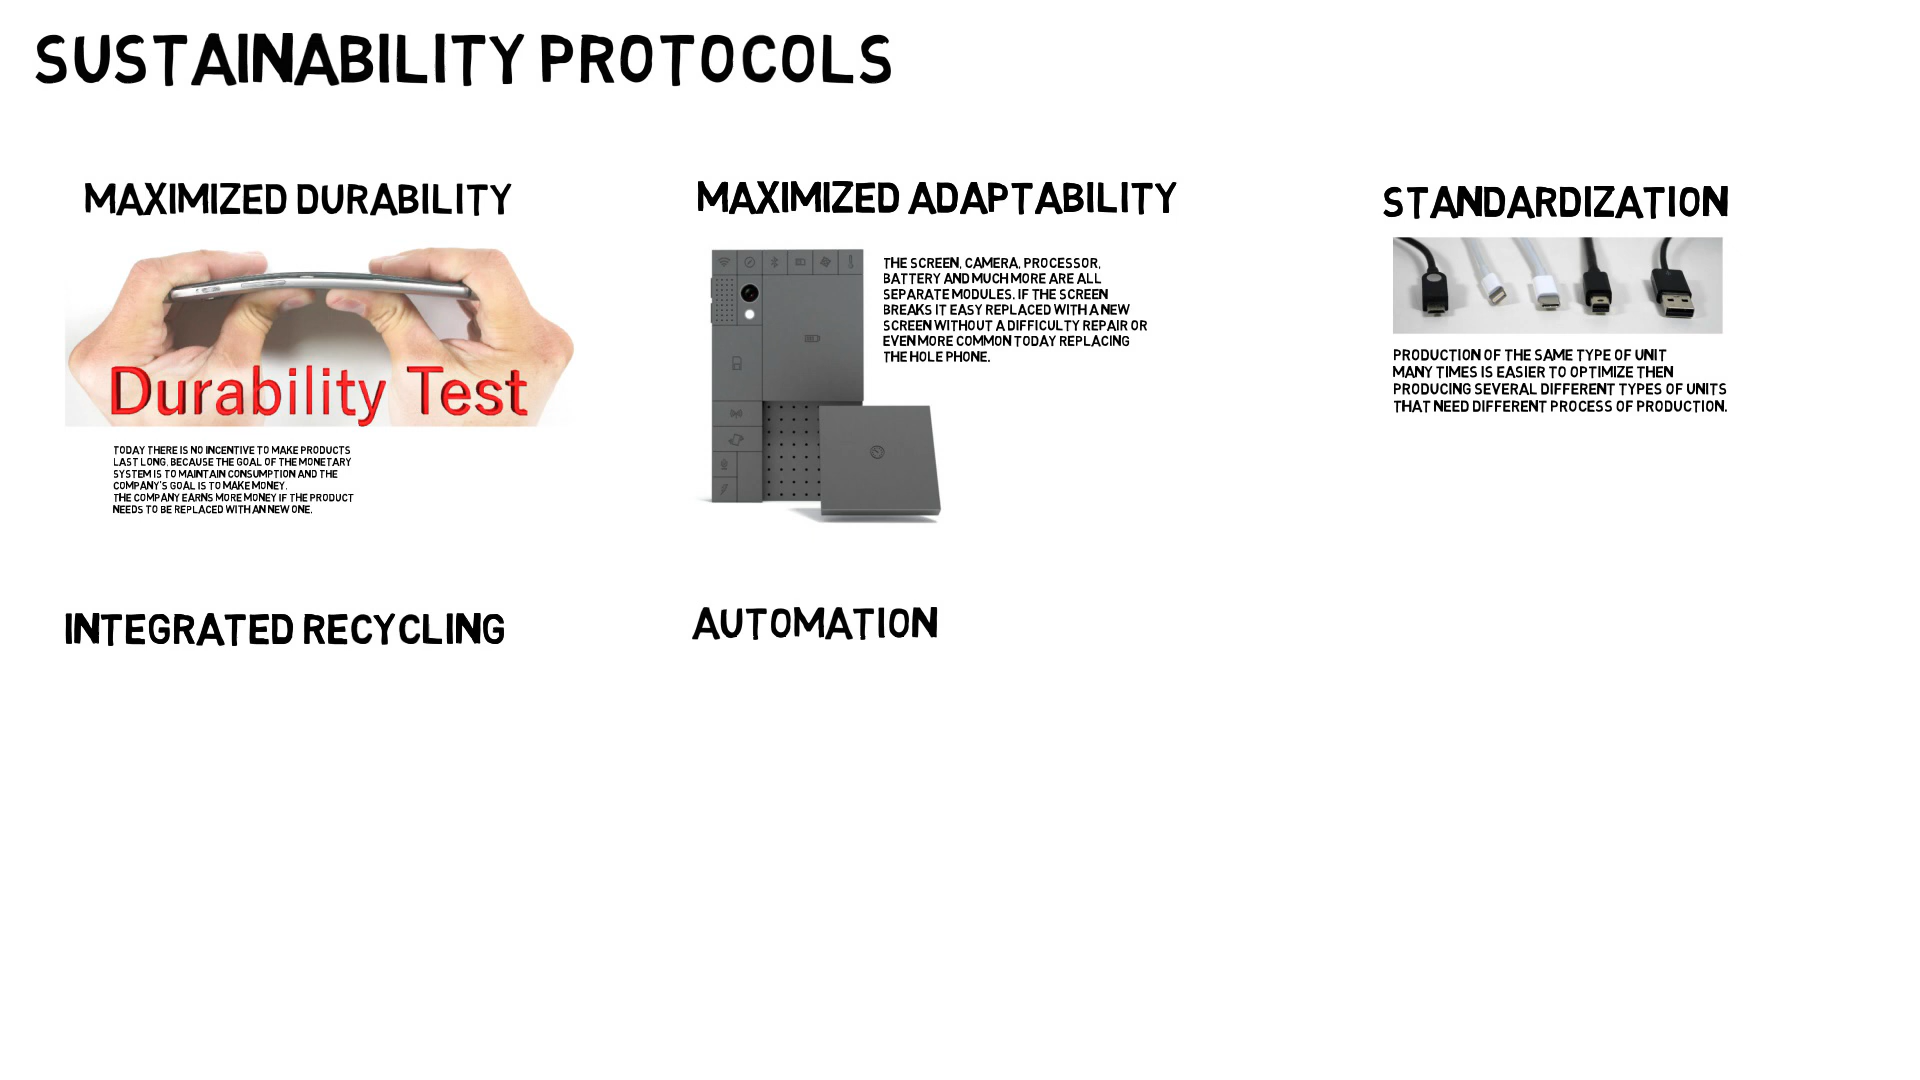 SUSTAINABILITY PROTOCOLS
MAXIMIZED DURABILITY
Durability Test
TODAY THERE IS NO INCENTIVE TO MAKE PRODUCTS
LAST LONG, BECAUSE THE GOAL OF THE MONETARY
SYSTEM IS TO MAINTAIN CONSUMPTION AND THE
COMPANY'S GOAL IS TO MAKE MONEY.
THE COMPANY EARNS MORE MONEY IF THE PRODUCT
NEEDS TO BE REPLACED WITH AN NEW ONE.
MAXIMIZED ADAPTABILITY
THE SCREEN, CAMERA, PROCESSOR,
BATTERY AND MUCH MORE ARE ALL
SEPARATE MODULES. IF THE SCREEN
BREAKS IT EASY REPLACED WITH A NEW
SCREEN WITHOUT A DIFFICULTY REPAIR OR
EVEN MORE COMMON TODAY REPLACING
THE HOLE PHONE.
STANDARDIZATION
PRODUCTION OF THE SAME TYPE OF UNIT
MANY TIMES IS EASIER TO OPTIMIZE THEN
PRODUCING SEVERAL DIFFERENT TYPES OF UNITS
THAT NEED DIFFERENT PROCESS OF PRODUCTION.
INTEGRATED RECYCLING
AUTOMATION